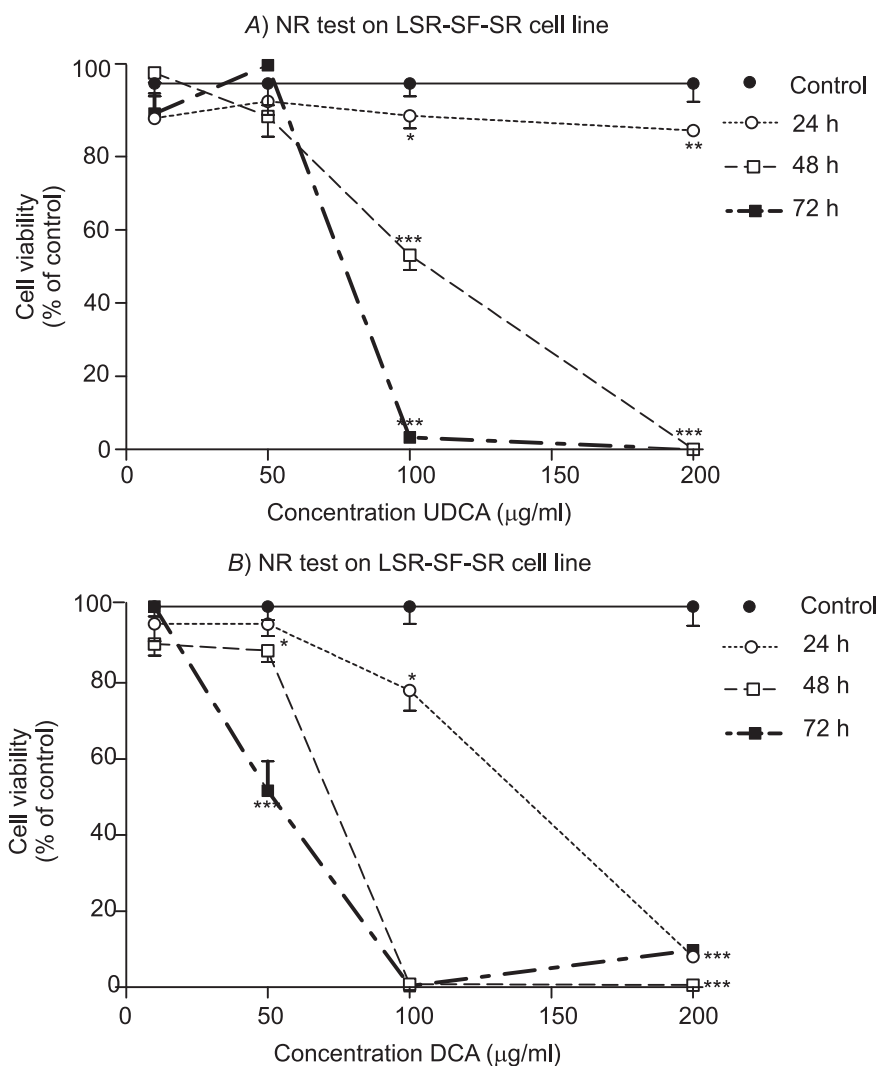 A) NR test on LSR-SF-SR cell line
100
80
60
40
20
0
Cell viability
(% of control)
*
**
***
***
***
0 50 100 150 200
Concentration UDCA (µg/ml)
Control
24 h
48 h
72 h
B) NR test on LSR-SF-SR cell line
100
80
60
40
20
0
Cell viability
(% of control)
*
*
***
***
***
0 50 100 150 200
Concentration DCA (µg/ml)
Control
24 h
48 h
72 h